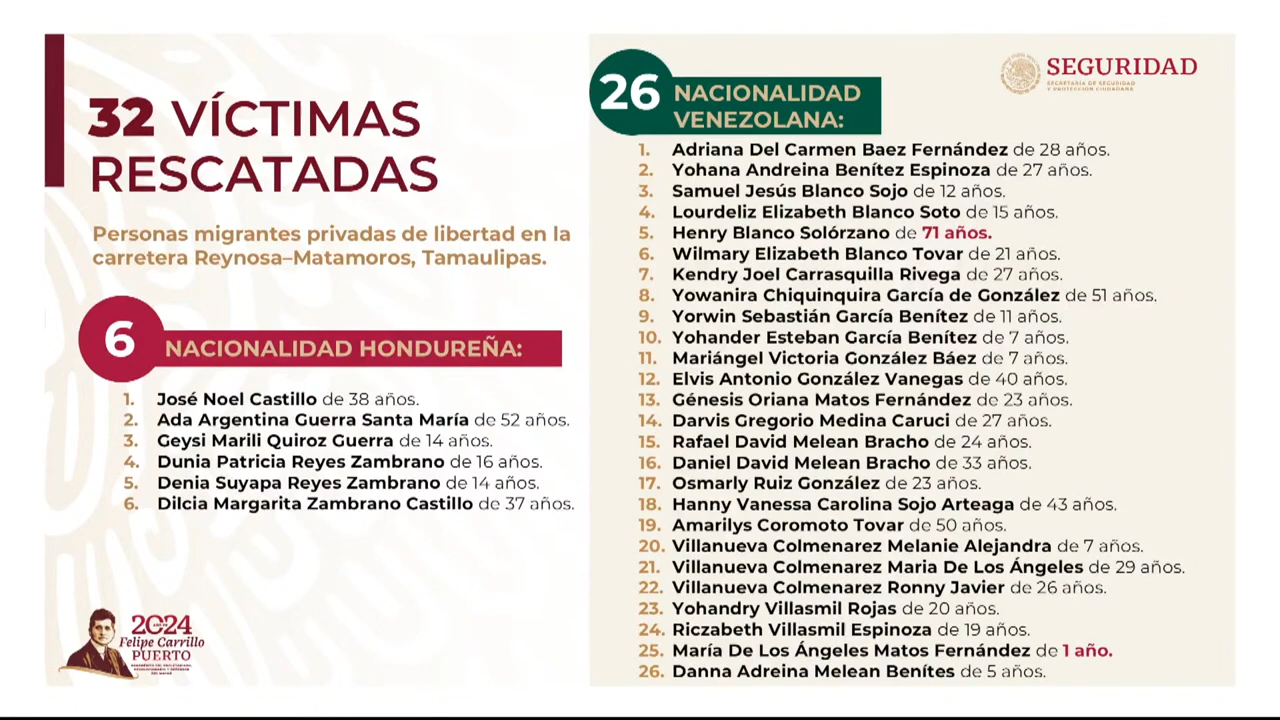 32 VÍCTIMAS
RESCATADAS
Personas migrantes privadas de libertad en la
carretera Reynosa–Matamoros, Tamaulipas.
6 NACIONALIDAD HONDUREÑA:
1. José Noel Castillo de 38 años.
2. Ada Argentina Guerra Santa María de 52 años.
3. Geysi Marili Quiroz Guerra de 14 años.
4. Dunia Patricia Reyes Zambrano de 16 años.
5. Denia Suyapa Reyes Zambrano de 14 años.
6. Dilcia Margarita Zambrano Castillo de 37 años.
2024
Felipe Carrillo
PUERTO
26 NACIONALIDAD
VENEZOLANA:
SEGURIDAD
SECRETARÍA DE SEGURIDAD
Y PROTECCIÓN CIUDADANA
1. Adriana Del Carmen Baez Fernández de 28 años.
2. Yohana Andreina Benítez Espinoza de 27 años.
3. Samuel Jesús Blanco Sojo de 12 años.
4. Lourdeliz Elizabeth Blanco Soto de 15 años.
5. Henry Blanco Solórzano de 71 años.
6. Wilmary Elizabeth Blanco Tovar de 21 años.
7. Kendry Joel Carrasquilla Rivega de 27 años.
8. Yowanira Chiquinquira García de González de 51 años.
9. Yorwin Sebastián García Benítez de 11 años.
10. Yohander Esteban García Benítez de 7 años.
11. Mariángel Victoria González Báez de 7 años.
12. Elvis Antonio González Vanegas de 40 años.
13. Génesis Oriana Matos Fernández de 23 años.
14. Darvis Gregorio Medina Caruci de 27 años.
15. Rafael David Melean Bracho de 24 años.
16. Daniel David Melean Bracho de 33 años.
17. Osmarly Ruiz González de 23 años.
18. Hanny Vanessa Carolina Sojo Arteaga de 43 años.
19. Amarilys Coromoto Tovar de 50 años.
20. Villanueva Colmenarez Melanie Alejandra de 7 años.
21. Villanueva Colmenarez Maria De Los Ángeles de 29 años.
22. Villanueva Colmenarez Ronny Javier de 26 años.
23. Yohandry Villasmil Rojas de 20 años.
24. Riczabeth Villasmil Espinoza de 19 años.
25. María De Los Ángeles Matos Fernández de 1 año.
26. Danna Adreina Melean Benítes de 5 años.